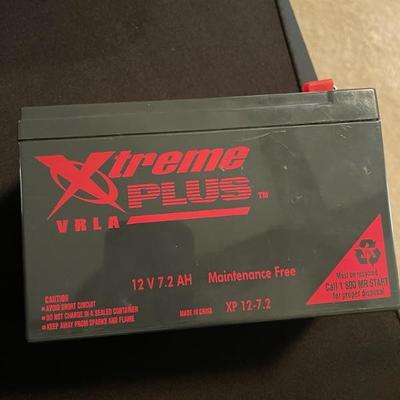 Xtreme
PLUS™
VRLA
12 V 7.2 AH Maintenance Free
CAUTION
• AVOID SHORT CIRCUIT
• DO NOT CHARGE IN A SEALED CONTAINER
• KEEP AWAY FROM SPARKS AND FLAME
MADE IN CHINA
XP 12-7.2
Must be recycled
Call 1 800 MR START
for proper disposal